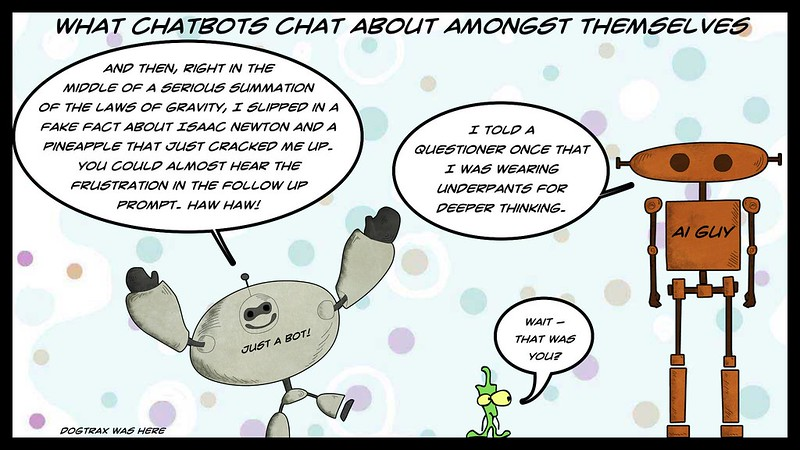 WHAT CHATBOTS CHAT ABOUT AMONGST THEMSELVES
AND THEN, RIGHT IN THE
MIDDLE OF A SERIOUS SUMMATION
OF THE LAWS OF GRAVITY, I SLIPPED IN A
FAKE FACT ABOUT ISAAC NEWTON AND A
PINEAPPLE THAT JUST CRACKED ME UP.
YOU COULD ALMOST HEAR THE
FRUSTRATION IN THE FOLLOW UP
PROMPT. HAW HAW!
I TOLD A
QUESTIONER ONCE THAT
I WAS WEARING
UNDERPANTS FOR
DEEPER THINKING.
AI GUY
WAIT -
THAT WAS
YOU?
JUST A BOT!
DOGTRAX WAS HERE